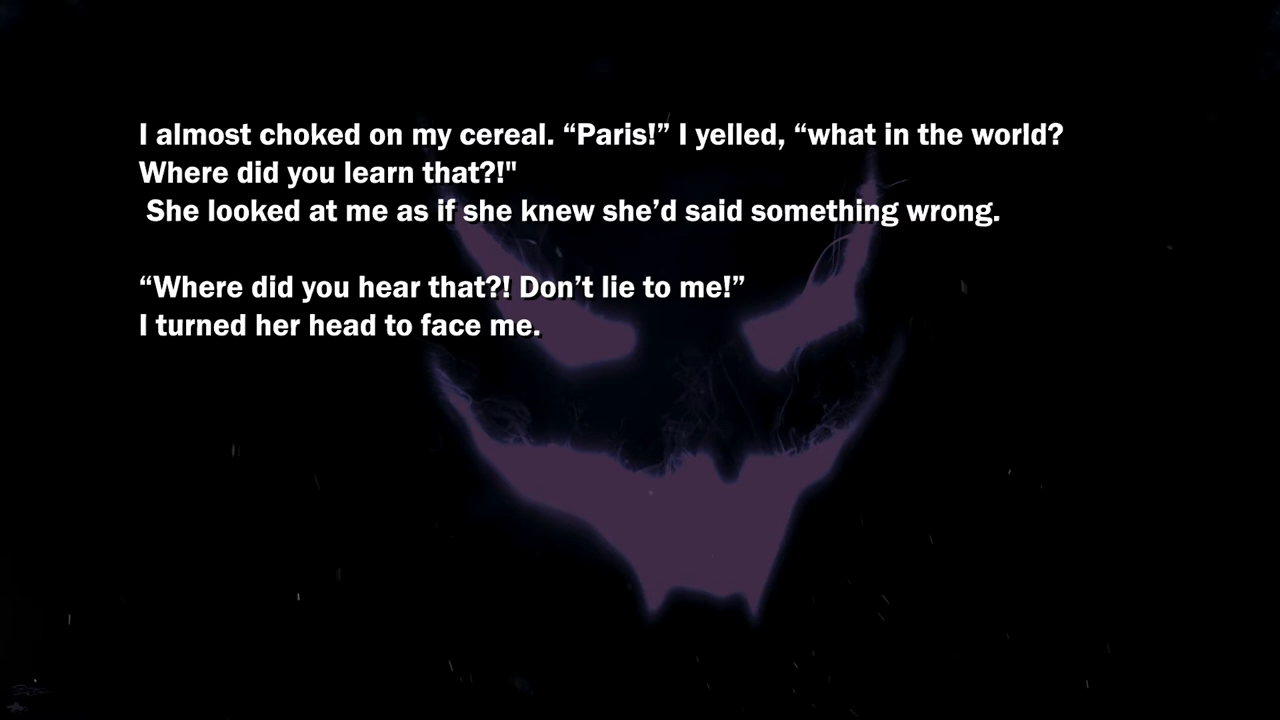 I almost choked on my cereal. “Paris!” I yelled, “what in the world?
Where did you learn that?!"
She looked at me as if she knew she’d said something wrong.
“Where did you hear that?! Don’t lie to me!”
I turned her head to face me.